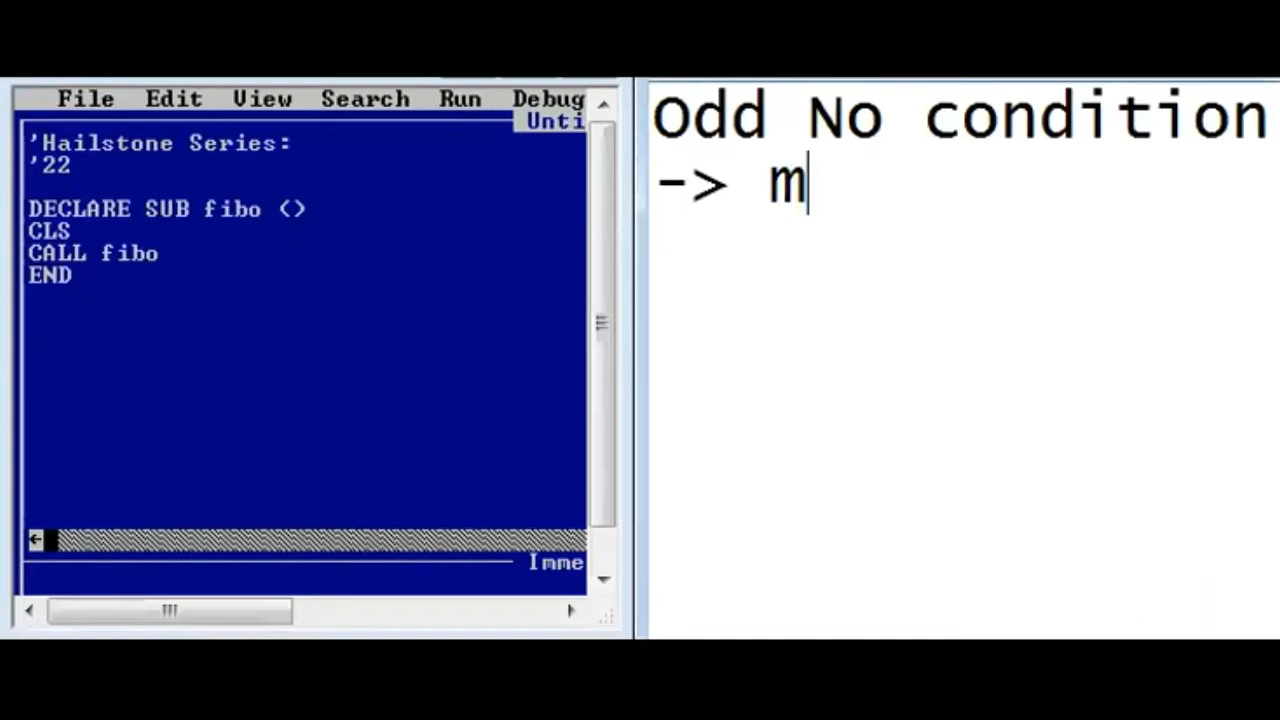 File Edit View Search Run Debug
Unti
'Hailstone Series:
'22
DECLARE SUB fibo ()
CLS
CALL fibo
END
Imme
Odd No condition
-> m